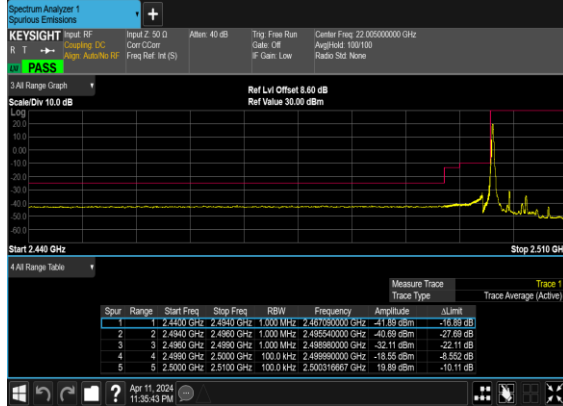 Spectrum Analyzer 1
Spurious Emissions
+
KEYSIGHT Input: RF Input Z: 50 Ω Atten: 40 dB Trig: Free Run Center Freq: 22.005000000 GHz
R T Coupling: DC Corr CCorr Gate: Off Avg|Hold: 100/100
Align: Auto/No RF Freq Ref: Int (S) IF Gain: Low Radio Std: None
PASS
3 All Range Graph
Ref Lvl Offset 8.60 dB
Scale/Div 10.0 dB Ref Value 30.00 dBm
Log
20.0
10.0
0.00
-10.0
-20.0
-30.0
-40.0
-50.0
-60.0
Start 2.440 GHz Stop 2.510 GHz
4 All Range Table
Measure Trace Trace 1
Trace Type Trace Average (Active)
Spur Range Start Freq Stop Freq RBW Frequency Amplitude ΔLimit
1 1 2.4400 GHz 2.4940 GHz 1.000 MHz 2.467090000 GHz -41.89 dBm -16.89 dB
2 2 2.4940 GHz 2.4960 GHz 1.000 MHz 2.495540000 GHz -40.69 dBm -27.69 dB
3 3 2.4960 GHz 2.4990 GHz 1.000 MHz 2.498980000 GHz -32.11 dBm -22.11 dB
4 4 2.4990 GHz 2.5000 GHz 100.0 kHz 2.499990000 GHz -18.55 dBm -8.552 dB
5 5 2.5000 GHz 2.5100 GHz 100.0 kHz 2.500316667 GHz 19.89 dBm -10.11 dB
? Apr 11, 2024
11:35:43 PM